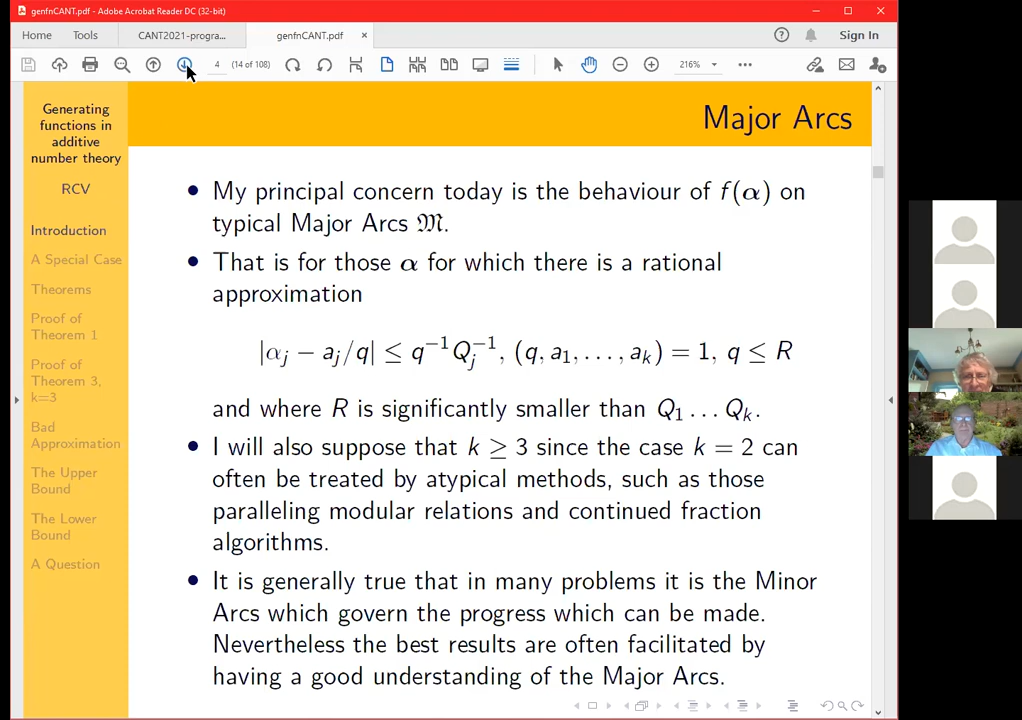 genfnCANT.pdf - Adobe Acrobat Reader DC (32-bit)
Home Tools CANT2021-progra... genfnCANT.pdf × Sign In
4 (14 of 108) 216%
Generating
functions in
additive
number theory
RCV
Introduction
A Special Case
Theorems
Proof of
Theorem 1
Proof of
Theorem 3,
k=3
Bad
Approximation
The Upper
Bound
The Lower
Bound
A Question
Major Arcs
• My principal concern today is the behaviour of f(α) on
typical Major Arcs 𝔐.
• That is for those α for which there is a rational
approximation
|αⱼ − aⱼ/q| ≤ q⁻¹Qⱼ⁻¹, (q, a₁, . . . , aₖ) = 1, q ≤ R
and where R is significantly smaller than Q₁ . . . Qₖ.
• I will also suppose that k ≥ 3 since the case k = 2 can
often be treated by atypical methods, such as those
paralleling modular relations and continued fraction
algorithms.
• It is generally true that in many problems it is the Minor
Arcs which govern the progress which can be made.
Nevertheless the best results are often facilitated by
having a good understanding of the Major Arcs.